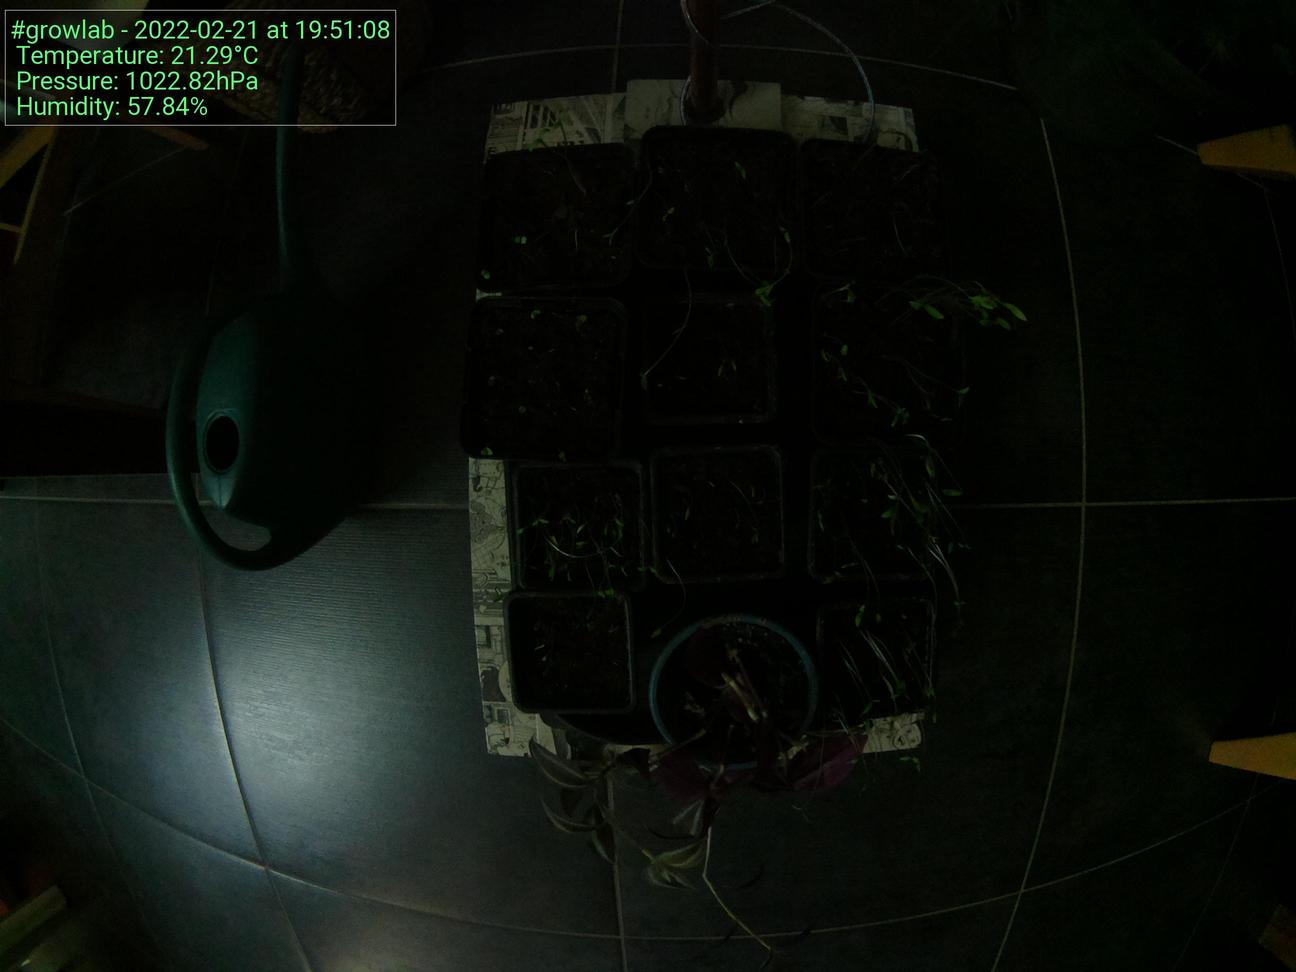 #growlab - 2022-02-21 at 19:51:08
Temperature: 21.29°C
Pressure: 1022.82hPa
Humidity: 57.84%